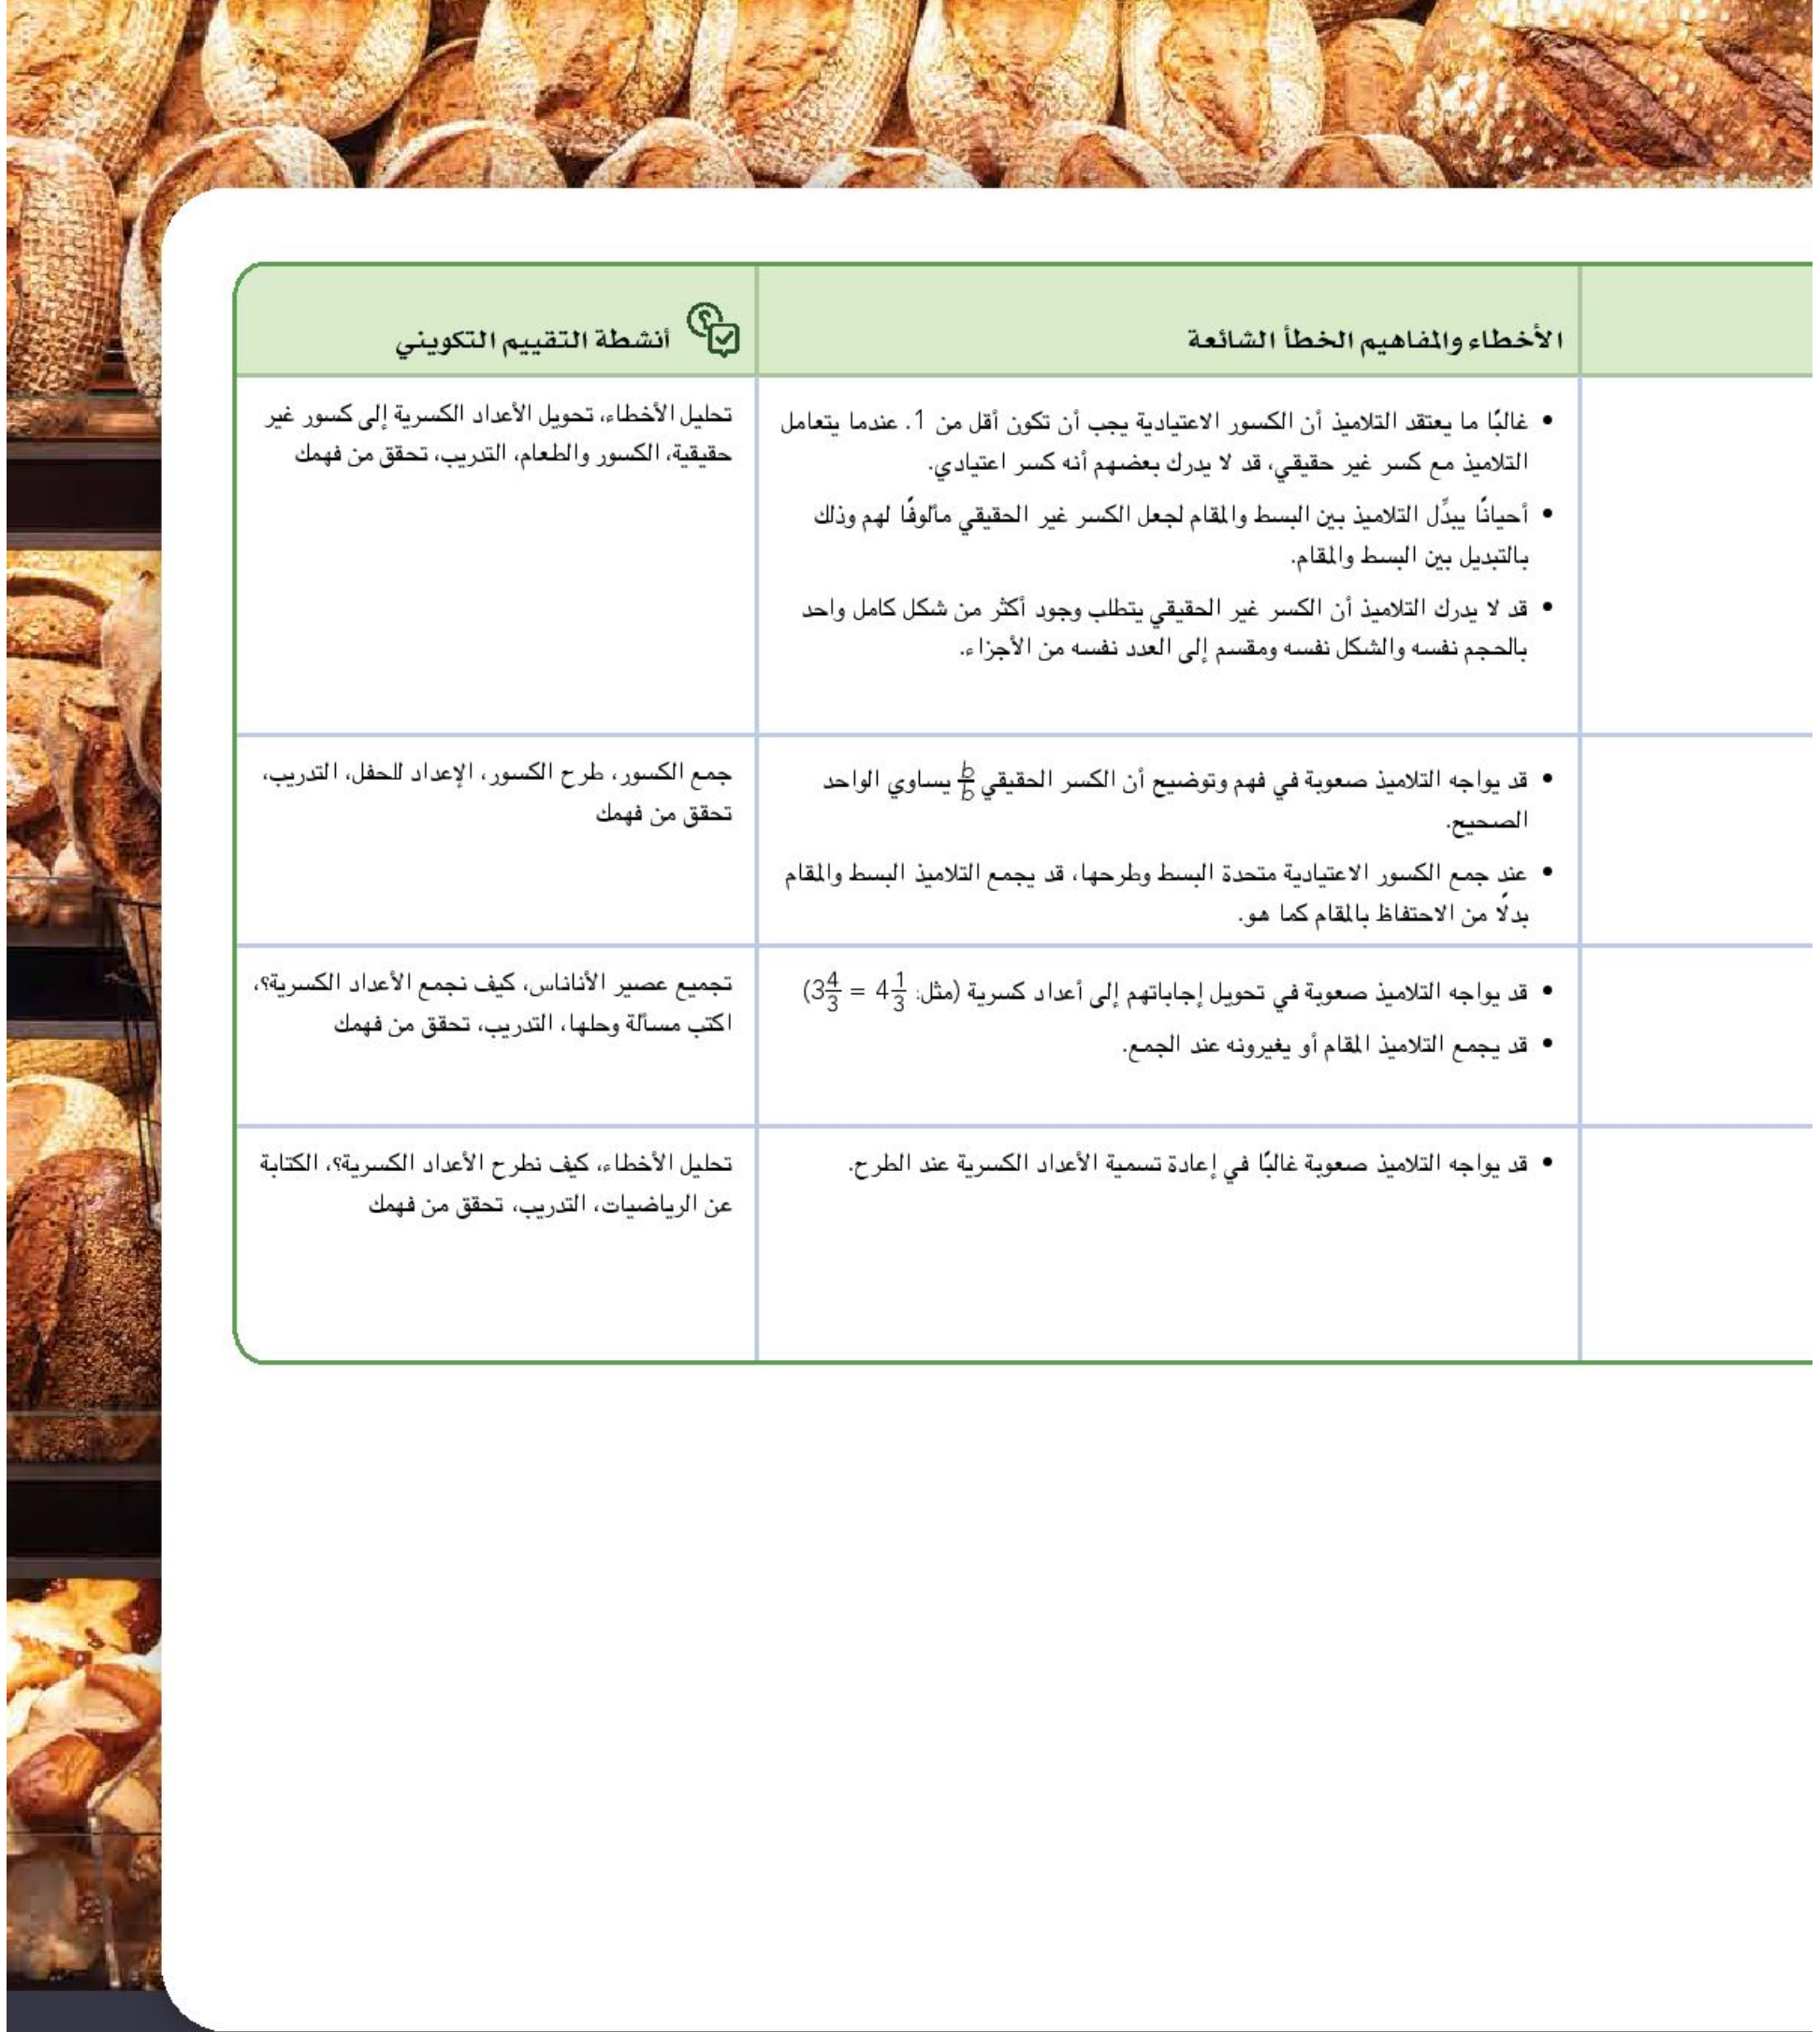 الأخطاء والمفاهيم الخطأ الشائعة
أنشطة التقييم التكويني
• غالبًا ما يعتقد التلاميذ أن الكسور الاعتيادية يجب أن تكون أقل من 1. عندما يتعامل
التلاميذ مع كسر غير حقيقي، قد لا يدرك بعضهم أنه كسر اعتيادي.
• أحيانًا يبدِّل التلاميذ بين البسط والمقام لجعل الكسر غير الحقيقي مألوفًا لهم وذلك
بالتبديل بين البسط والمقام.
• قد لا يدرك التلاميذ أن الكسر غير الحقيقي يتطلب وجود أكثر من شكل كامل واحد
بالحجم نفسه والشكل نفسه ومقسم إلى العدد نفسه من الأجزاء.
تحليل الأخطاء، تحويل الأعداد الكسرية إلى كسور غير
حقيقية، الكسور والطعام، التدريب، تحقق من فهمك
• قد يواجه التلاميذ صعوبة في فهم وتوضيح أن الكسر الحقيقي b/b يساوي الواحد
الصحيح.
• عند جمع الكسور الاعتيادية متحدة البسط وطرحها، قد يجمع التلاميذ البسط والمقام
بدلًا من الاحتفاظ بالمقام كما هو.
جمع الكسور، طرح الكسور، الإعداد للحفل، التدريب،
تحقق من فهمك
• قد يواجه التلاميذ صعوبة في تحويل إجاباتهم إلى أعداد كسرية (مثل: 3 4/3 = 4 1/3)
• قد يجمع التلاميذ المقام أو يغيرونه عند الجمع.
تجميع عصير الأناناس، كيف نجمع الأعداد الكسرية؟،
اكتب مسألة وحلها، التدريب، تحقق من فهمك
• قد يواجه التلاميذ صعوبة غالبًا في إعادة تسمية الأعداد الكسرية عند الطرح.
تحليل الأخطاء، كيف نطرح الأعداد الكسرية؟، الكتابة
عن الرياضيات، التدريب، تحقق من فهمك